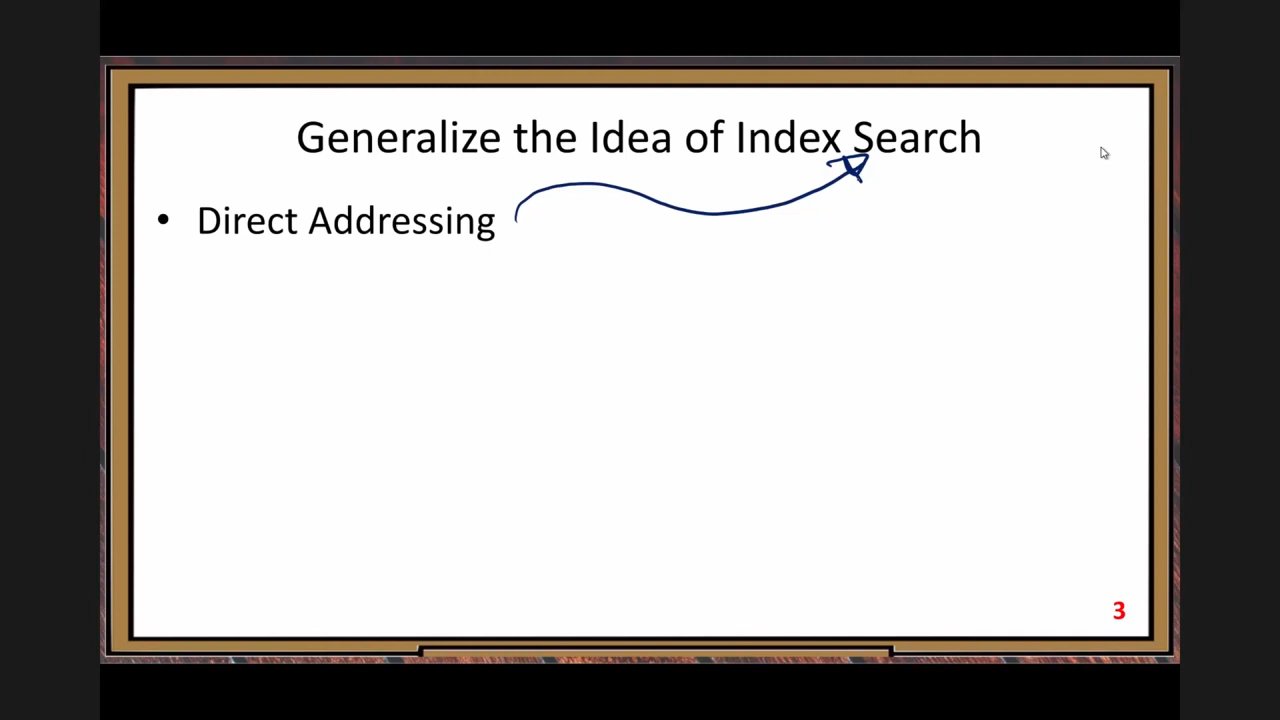 Generalize the Idea of Index Search
• Direct Addressing
3